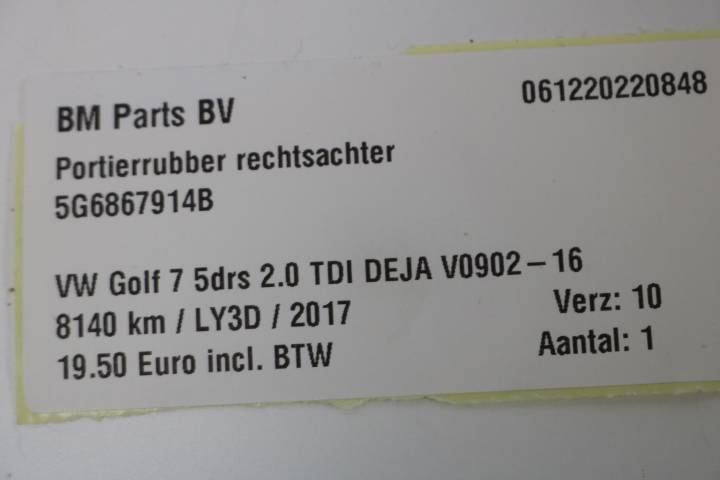 BM Parts BV 061220220848
Portierrubber rechtsachter
5G6867914B
VW Golf 7 5drs 2.0 TDI DEJA V0902-16
8140 km / LY3D / 2017 Verz: 10
19.50 Euro incl. BTW Aantal: 1